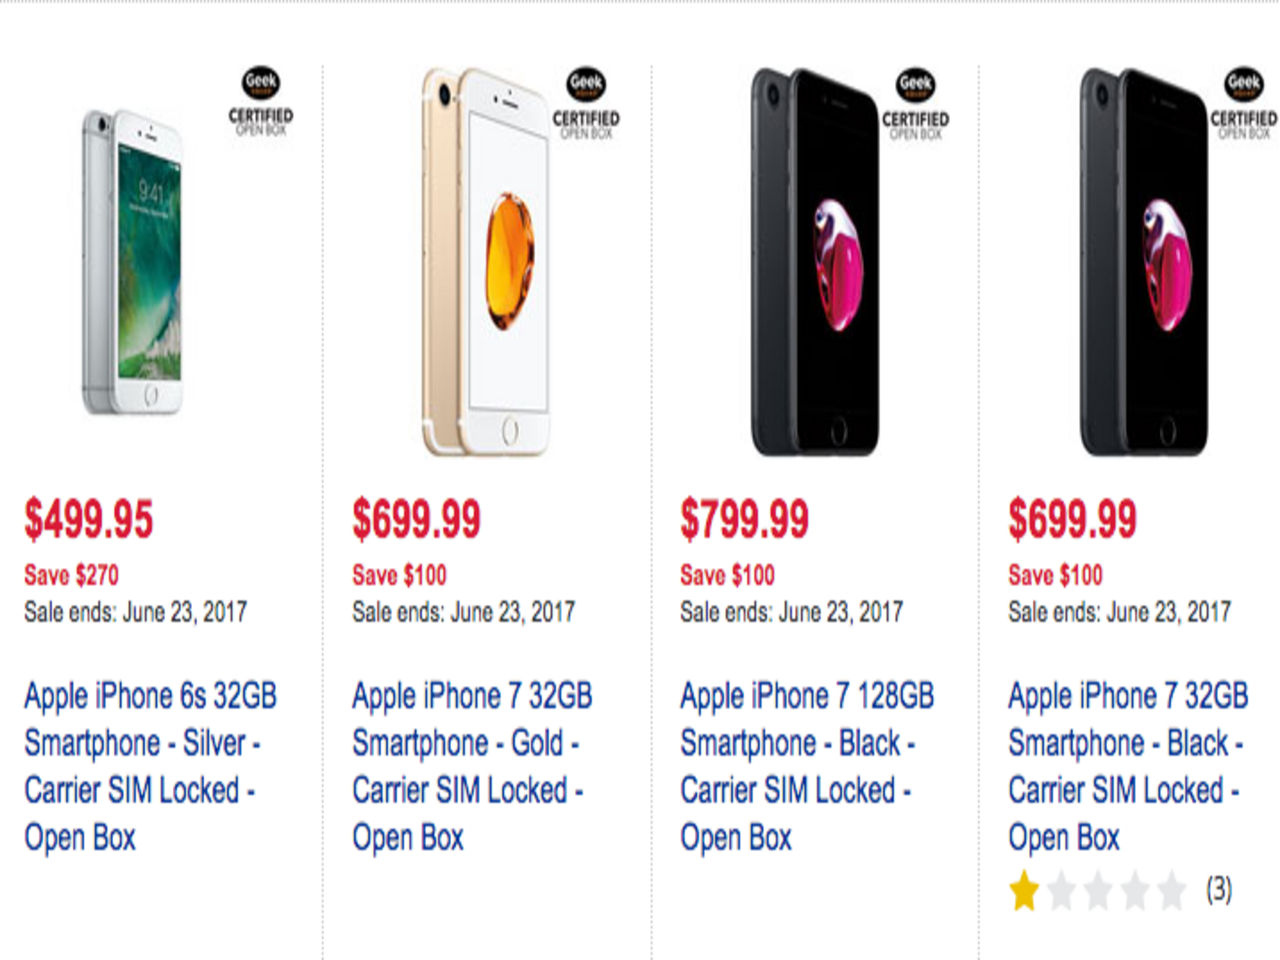 Geek
CERTIFIED
OPEN BOX
9:41
$499.95
Save $270
Sale ends: June 23, 2017
Apple iPhone 6s 32GB
Smartphone - Silver -
Carrier SIM Locked -
Open Box
Geek
CERTIFIED
OPEN BOX
$699.99
Save $100
Sale ends: June 23, 2017
Apple iPhone 7 32GB
Smartphone - Gold -
Carrier SIM Locked -
Open Box
Geek
CERTIFIED
OPEN BOX
$799.99
Save $100
Sale ends: June 23, 2017
Apple iPhone 7 128GB
Smartphone - Black -
Carrier SIM Locked -
Open Box
Geek
CERTIFIED
OPEN BOX
$699.99
Save $100
Sale ends: June 23, 2017
Apple iPhone 7 32GB
Smartphone - Black -
Carrier SIM Locked -
Open Box
(3)